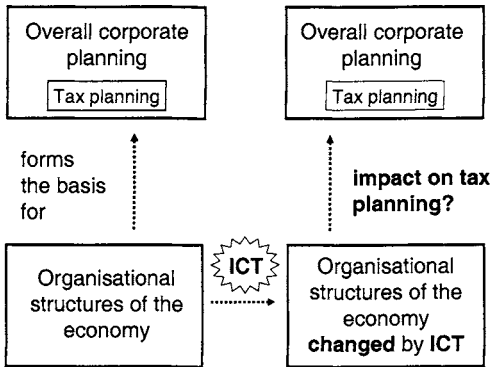 Overall corporate
planning
Tax planning
Overall corporate
planning
Tax planning
forms
the basis
for
impact on tax
planning?
Organisational
structures of the
economy
ICT
Organisational
structures of the
economy
changed by ICT